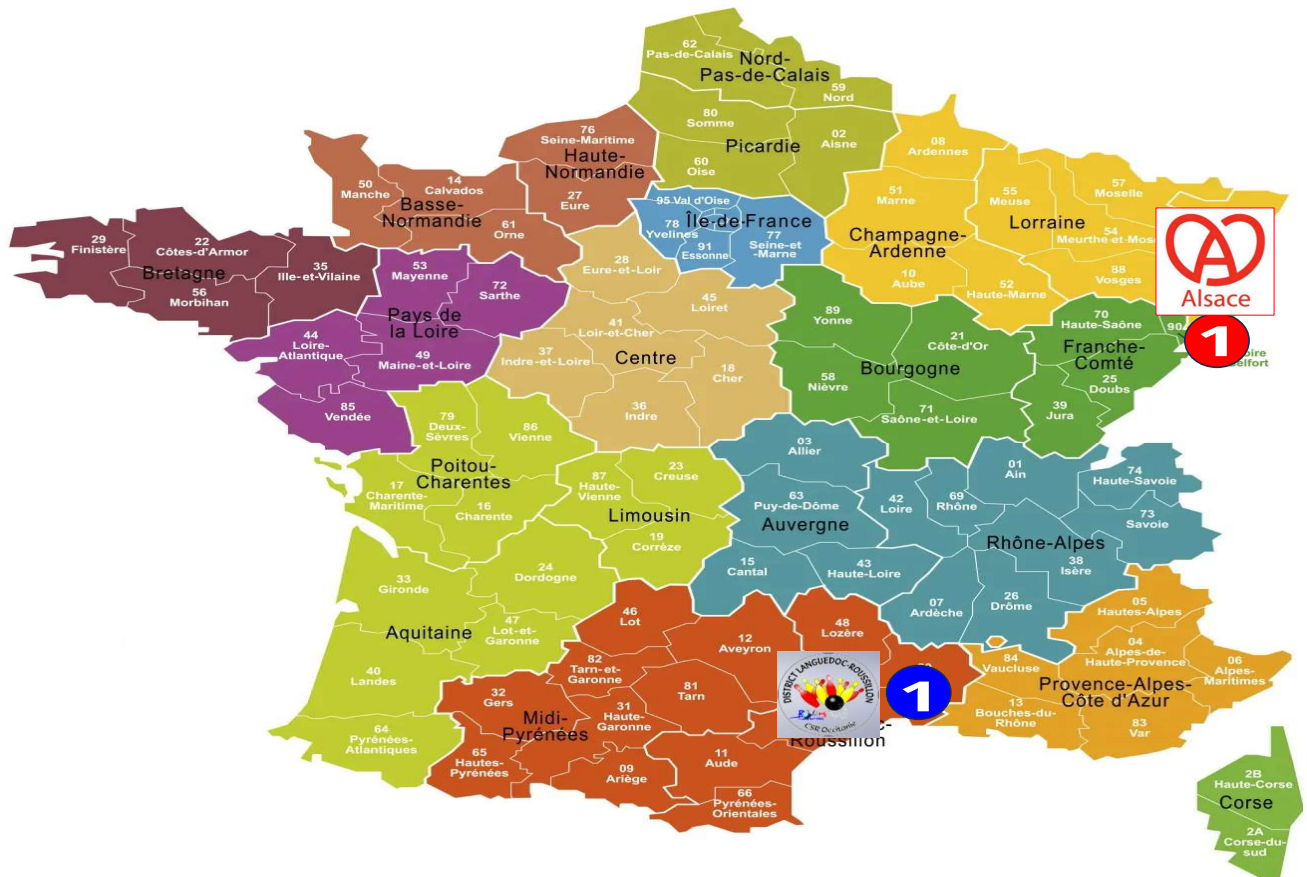 62
Pas-de-Calais
Nord-
Pas-de-Calais
59
Nord
80
Somme
02
Aisne
Picardie
60
Oise
76
Seine-Maritime
Haute-
Normandie
27
Eure
08
Ardennes
50
Manche
14
Calvados
Basse-
Normandie
61
Orne
95 Val d'Oise
Île-de-France
78
Yvelines
91
Essonne
77
Seine-et
-Marne
51
Marne
Champagne-
Ardenne
10
Aube
52
Haute-Marne
55
Meuse
57
Moselle
Lorraine
54
88
Vosges
Alsace
1
29
Finistère
22
Côtes-d'Armor
Bretagne
35
Ille-et-Vilaine
56
Morbihan
53
Mayenne
72
Sarthe
Pays de
la Loire
44
Loire-
Atlantique
49
Maine-et-Loire
85
Vendée
28
Eure-et-Loir
45
Loiret
41
Loir-et-Cher
37
Indre-et-Loire
Centre
18
Cher
36
Indre
89
Yonne
21
Côte-d'Or
58
Nièvre
Bourgogne
71
Saône-et-Loire
70
Haute-Saône
90
Franche-
Comté
25
Doubs
39
Jura
79
Deux-
Sèvres
86
Vienne
Poitou-
Charentes
17
Charente-
Maritime
16
Charente
87
Haute-
Vienne
23
Creuse
Limousin
19
Corrèze
03
Allier
63
Puy-de-Dôme
Auvergne
15
Cantal
43
Haute-Loire
42
Loire
69
Rhône
01
Ain
74
Haute-Savoie
73
Savoie
Rhône-Alpes
38
Isère
07
Ardèche
26
Drôme
33
Gironde
24
Dordogne
Aquitaine
47
Lot-et-
Garonne
40
Landes
64
Pyrénées-
Atlantiques
46
Lot
12
Aveyron
48
Lozère
82
Tarn-et-
Garonne
81
Tarn
32
Gers
Midi-
Pyrénées
31
Haute-
Garonne
65
Hautes-
Pyrénées
09
Ariège
11
Aude
66
Pyrénées-
Orientales
DISTRICT LANGUEDOC-ROUSSILLON
CSR Occitanie
1
Roussillon
05
Hautes-Alpes
04
Alpes-de-
Haute-Provence
06
Alpes-
Maritimes
84
Vaucluse
Provence-Alpes-
Côte d'Azur
13
Bouches-du-
Rhône
83
Var
2B
Haute-Corse
Corse
2A
Corse-du-
sud